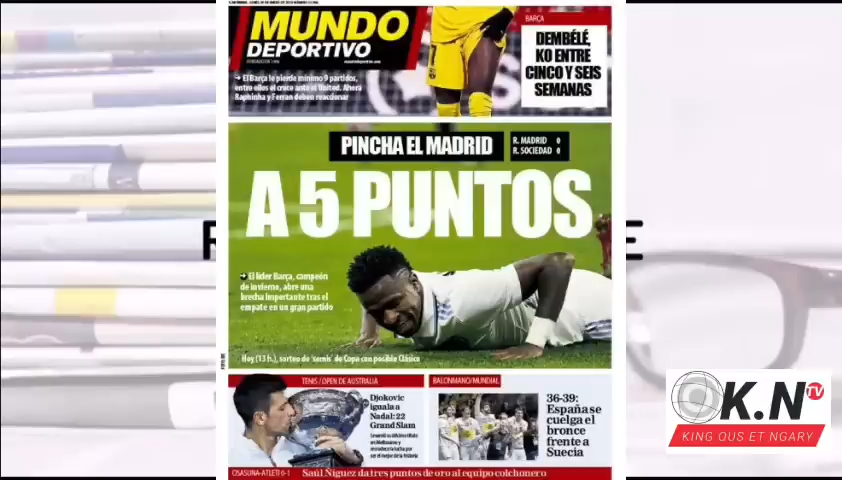 MUNDO
DEPORTIVO
El Barça le pierde mínimo 9 partidos,
entre ellos el cruce ante el United. Ahora
Raphinha y Ferran deben reaccionar
BARÇA
DEMBÉLÉ
KO ENTRE
CINCO Y SEIS
SEMANAS
PINCHA EL MADRID
R. MADRID 0
R. SOCIEDAD 0
A 5 PUNTOS
El líder Barça, campeón
de invierno, abre una
brecha importante tras el
empate en un gran partido
Hoy (13 h.), sorteo de 'semis' de Copa con posible Clásico
TENIS / OPEN DE AUSTRALIA
Djokovic
iguala a
Nadal: 22
Grand Slam
BALONMANO/MUNDIAL
36-39:
España se
cuelga el
bronce
frente a
Suecia
OSASUNA-ATLETI 0-1 Saúl Ñíguez da tres puntos de oro al equipo colchonero
R
E
K.N TV
KING OUS ET NGARY